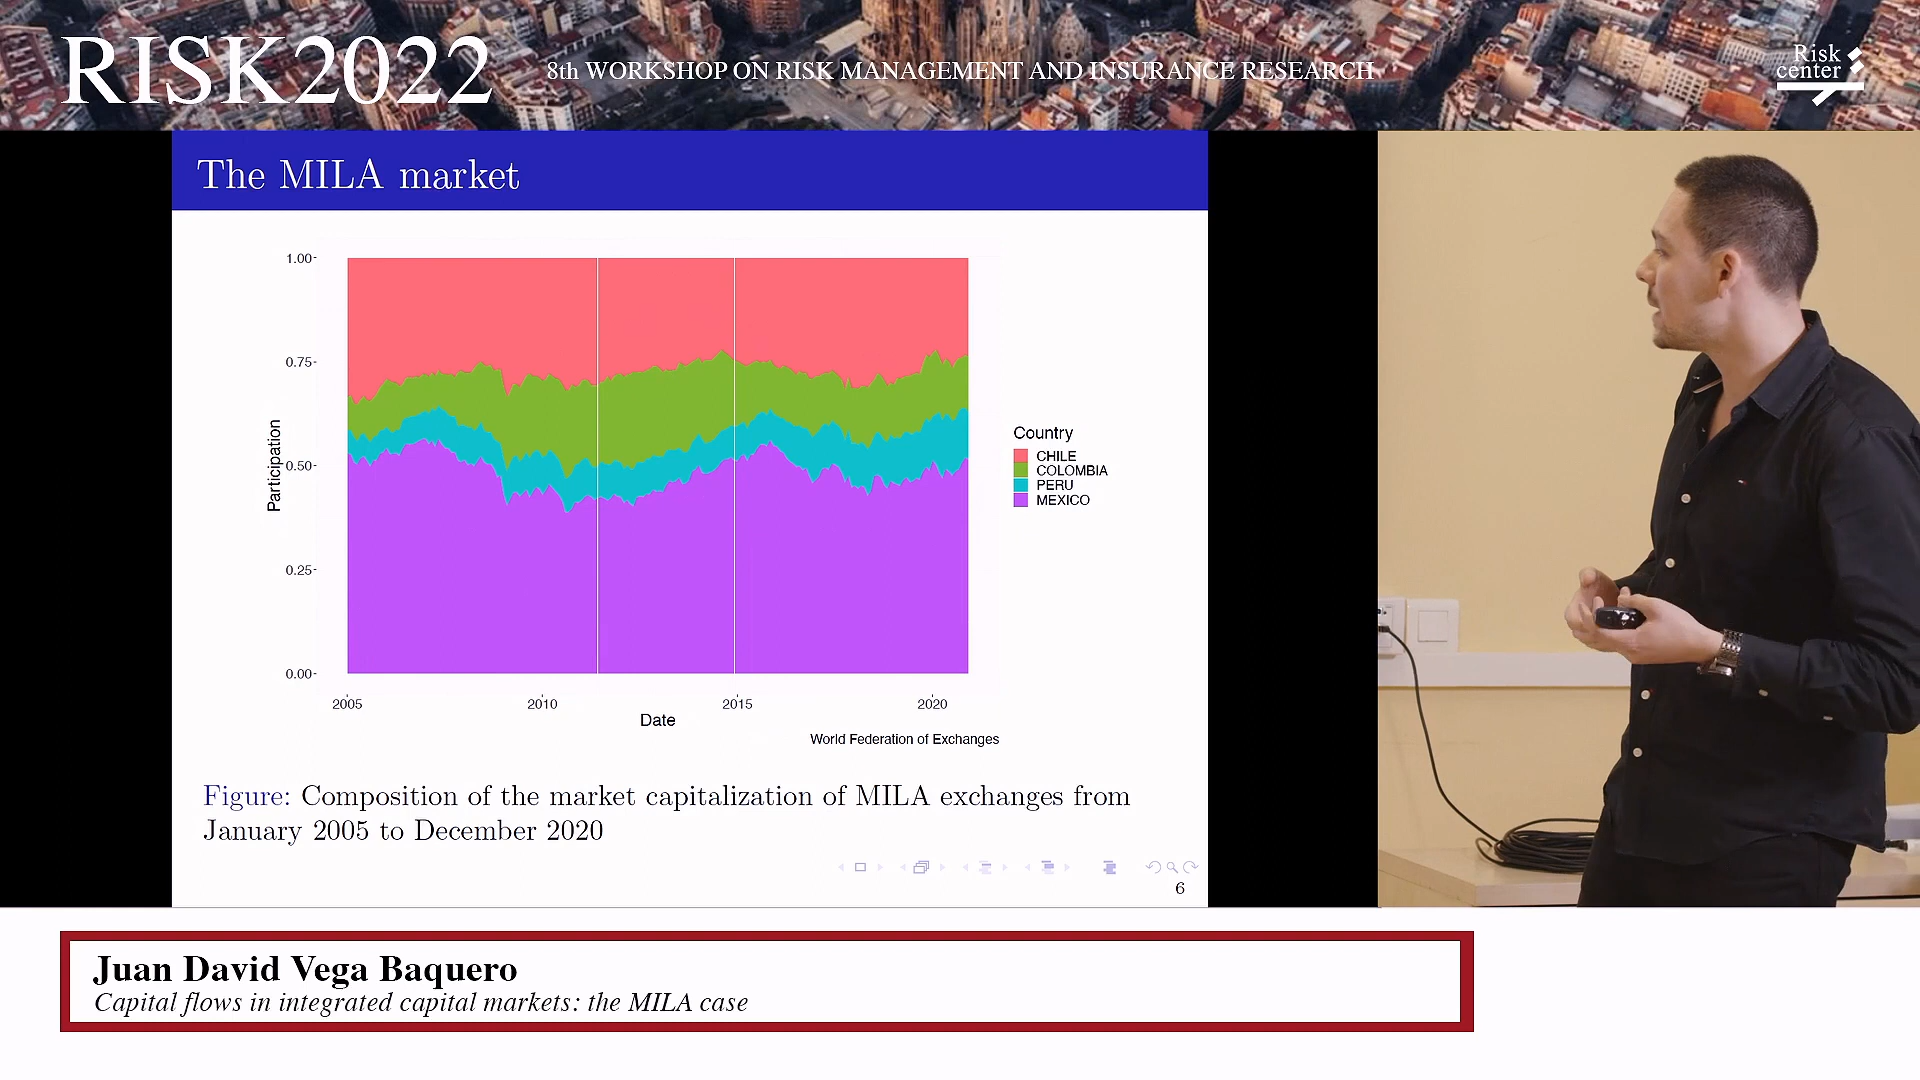 RISK2022
8th WORKSHOP ON RISK MANAGEMENT AND INSURANCE RESEARCH
Risk
center
The MILA market
1.00
0.75
0.50
0.25
0.00
Participation
2005
2010
2015
2020
Date
World Federation of Exchanges
Country
CHILE
COLOMBIA
PERU
MEXICO
Figure: Composition of the market capitalization of MILA exchanges from
January 2005 to December 2020
6
Juan David Vega Baquero
Capital flows in integrated capital markets: the MILA case